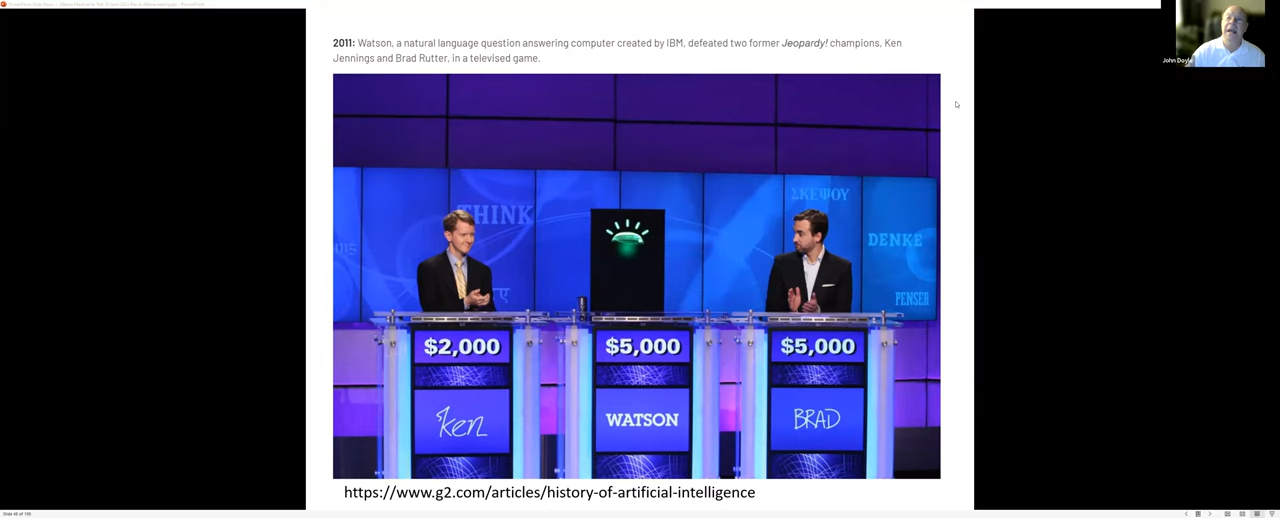 2011: Watson, a natural language question answering computer created by IBM, defeated two former Jeopardy! champions, Ken
Jennings and Brad Rutter, in a televised game.
John Doyle
THINK
ΣΚΕΨΟΥ
DENKE
PENSER
$2,000
$5,000
$5,000
Ken
WATSON
BRAD
https://www.g2.com/articles/history-of-artificial-intelligence